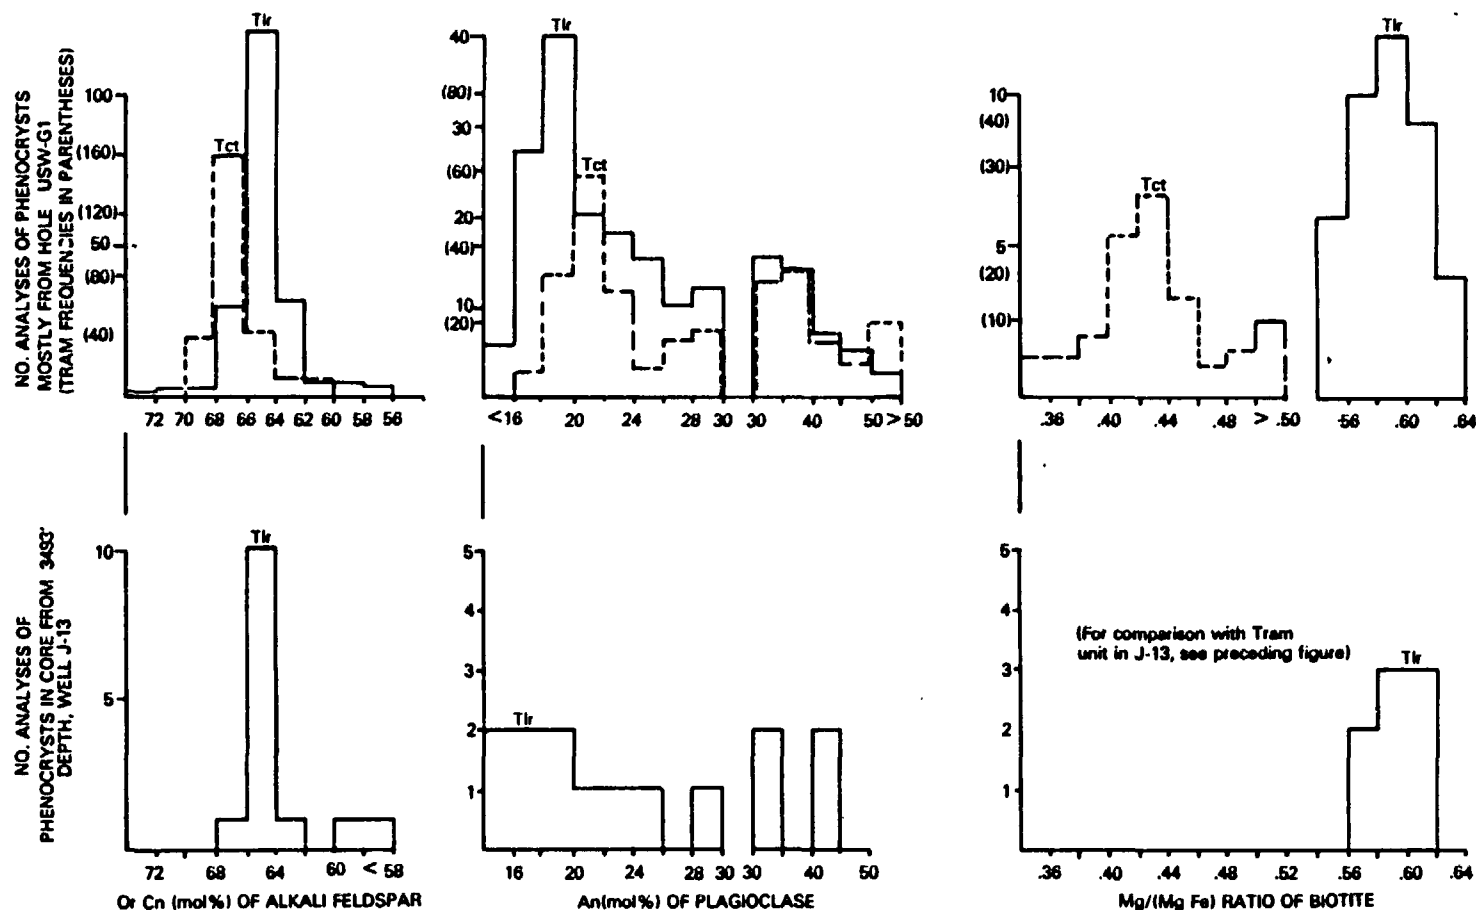 NO. ANALYSES OF PHENOCRYSTS
MOSTLY FROM HOLE USW-G1
(TRAM FREQUENCIES IN PARENTHESES)
100
(160)
(120)
50
(80)
(40)
Tlr
Tct
72 70 68 66 64 62 60 58 56
40
(80)
30
(60)
20
(40)
10
(20)
Tlr
Tct
<16 20 24 28 30 30 40 50 >50
10
(40)
(30)
5
(20)
(10)
Tct
Tlr
.36 .40 .44 .48 > .50 .56 .60 .64
NO. ANALYSES OF
PHENOCRYSTS IN CORE FROM 3493'
DEPTH, WELL J-13
10
5
Tlr
72 68 64 60 < 58
Or Cn (mol%) OF ALKALI FELDSPAR
5
4
3
2
1
Tlr
16 20 24 28 30 30 40 50
An(mol%) OF PLAGIOCLASE
5
4
3
2
1
(For comparison with Tram
unit in J-13, see preceding figure)
Tlr
.36 .40 .44 .48 .52 .56 .60 .64
Mg/(Mg Fe) RATIO OF BIOTITE